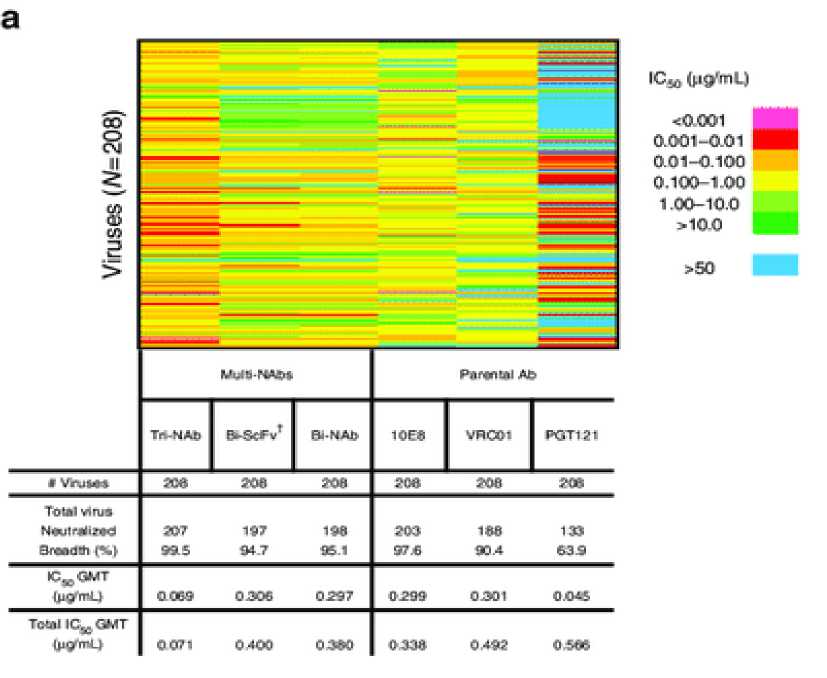 a
IC50 (µg/mL)
<0.001
0.001–0.01
0.01–0.100
0.100–1.00
1.00–10.0
>10.0
>50
Viruses (N=208)
Multi-NAbs Parental Ab
Tri-NAb Bi-ScFv† Bi-NAb 10E8 VRC01 PGT121
# Viruses 208 208 208 208 208 208
Total virus
Neutralized 207 197 198 203 188 133
Breadth (%) 99.5 94.7 95.1 97.6 90.4 63.9
IC50 GMT
(µg/mL) 0.069 0.306 0.297 0.299 0.301 0.045
Total IC50 GMT
(µg/mL) 0.071 0.400 0.380 0.338 0.492 0.566